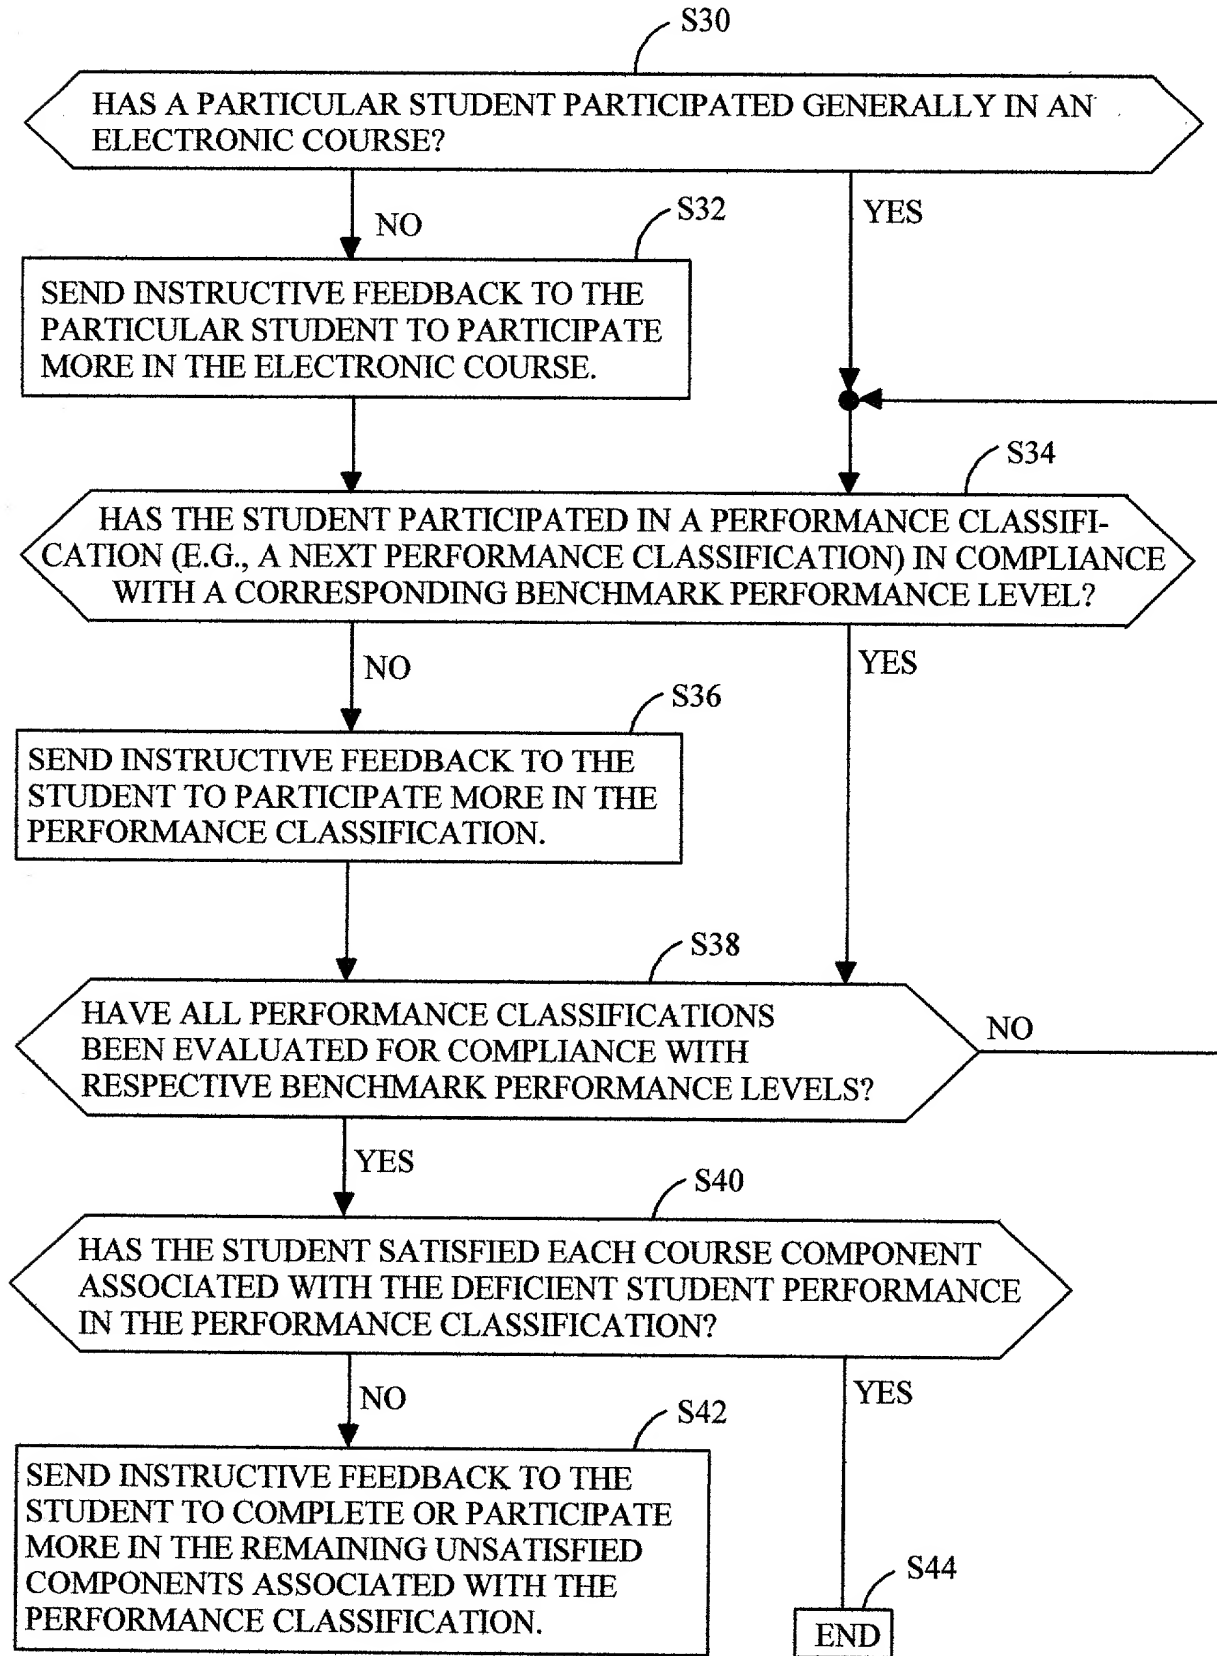 S30
HAS A PARTICULAR STUDENT PARTICIPATED GENERALLY IN AN
ELECTRONIC COURSE?
NO
S32
YES
SEND INSTRUCTIVE FEEDBACK TO THE
PARTICULAR STUDENT TO PARTICIPATE
MORE IN THE ELECTRONIC COURSE.
S34
HAS THE STUDENT PARTICIPATED IN A PERFORMANCE CLASSIFI-
CATION (E.G., A NEXT PERFORMANCE CLASSIFICATION) IN COMPLIANCE
WITH A CORRESPONDING BENCHMARK PERFORMANCE LEVEL?
NO
YES
S36
SEND INSTRUCTIVE FEEDBACK TO THE
STUDENT TO PARTICIPATE MORE IN THE
PERFORMANCE CLASSIFICATION.
S38
HAVE ALL PERFORMANCE CLASSIFICATIONS
BEEN EVALUATED FOR COMPLIANCE WITH
RESPECTIVE BENCHMARK PERFORMANCE LEVELS?
NO
YES
S40
HAS THE STUDENT SATISFIED EACH COURSE COMPONENT
ASSOCIATED WITH THE DEFICIENT STUDENT PERFORMANCE
IN THE PERFORMANCE CLASSIFICATION?
NO
YES
S42
SEND INSTRUCTIVE FEEDBACK TO THE
STUDENT TO COMPLETE OR PARTICIPATE
MORE IN THE REMAINING UNSATISFIED
COMPONENTS ASSOCIATED WITH THE
PERFORMANCE CLASSIFICATION.
S44
END